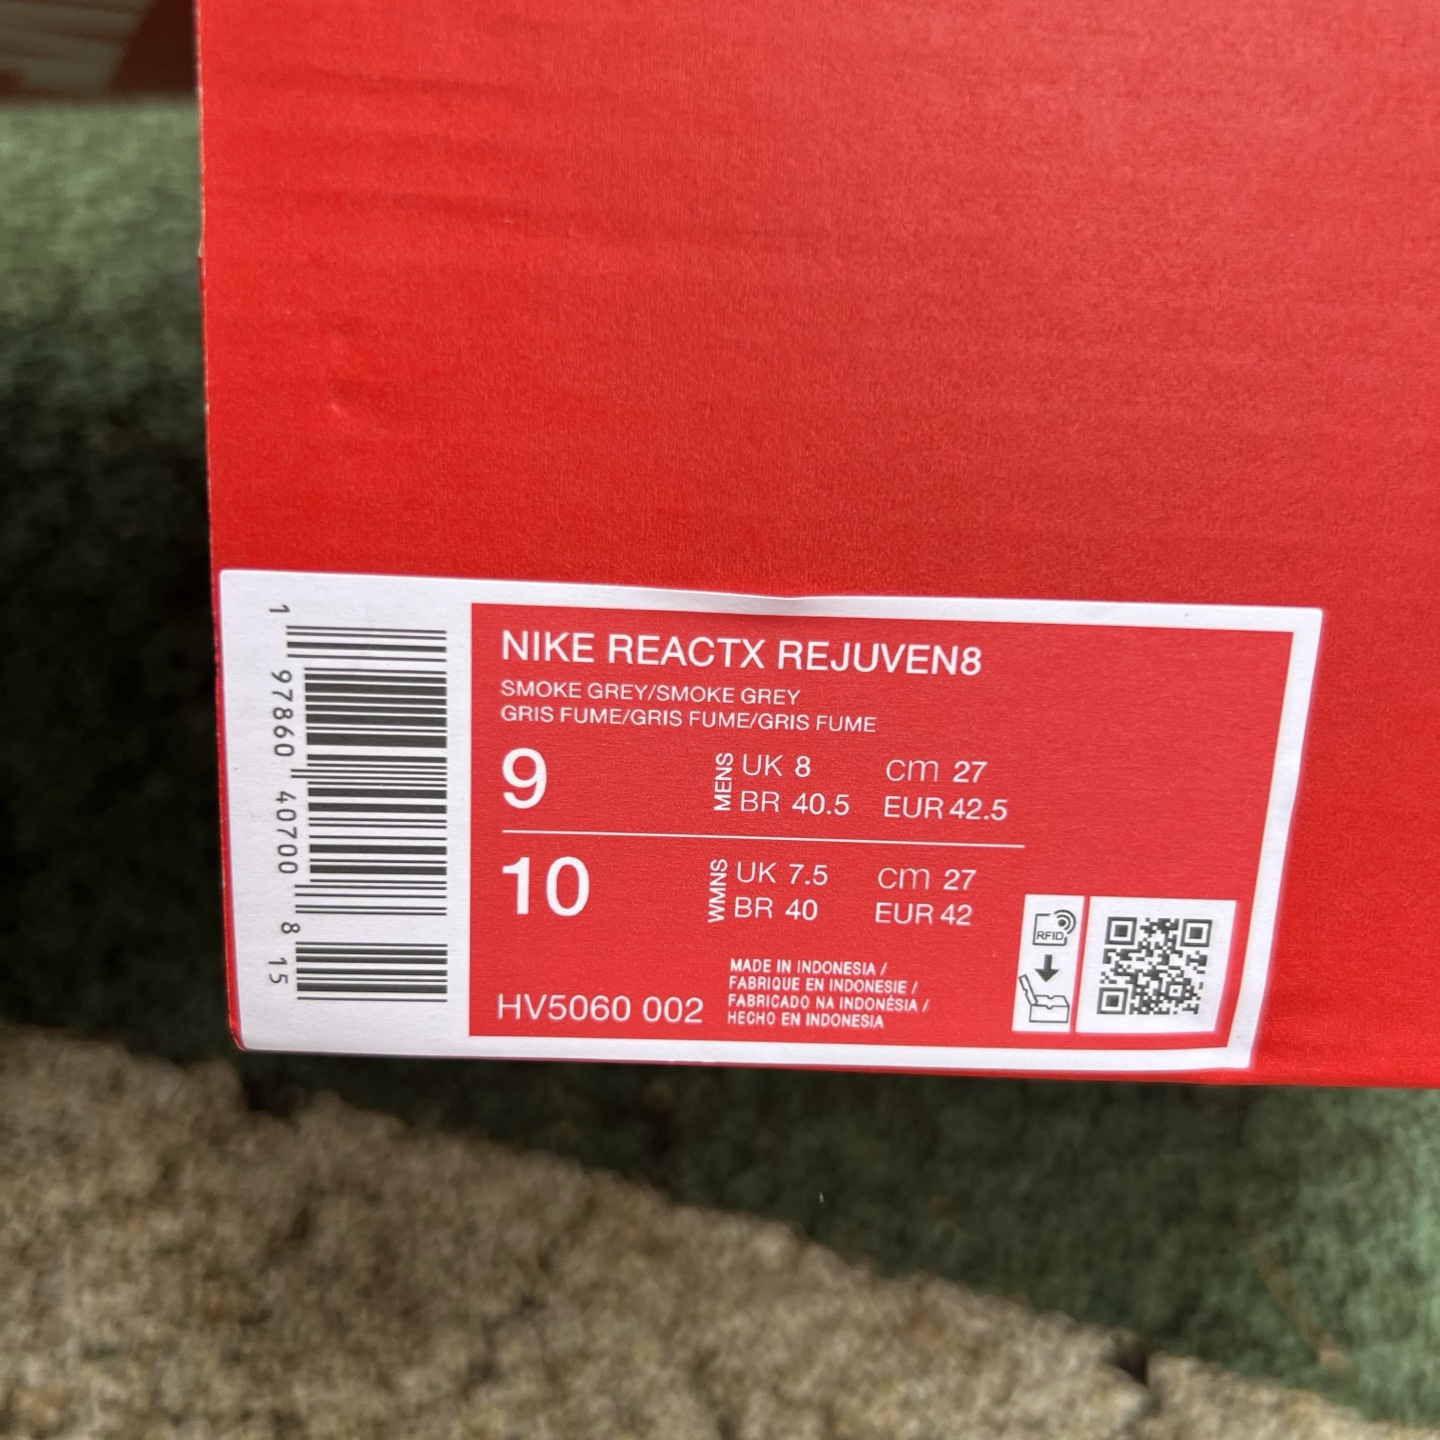 NIKE REACTX REJUVEN8
SMOKE GREY/SMOKE GREY
GRIS FUME/GRIS FUME/GRIS FUME
9 MENS UK 8 cm 27
BR 40.5 EUR 42.5
10 WMNS UK 7.5 cm 27
BR 40 EUR 42
HV5060 002
MADE IN INDONESIA /
FABRIQUE EN INDONESIE /
FABRICADO NA INDONÉSIA /
HECHO EN INDONESIA
RFID
1 97860 40700 8 15